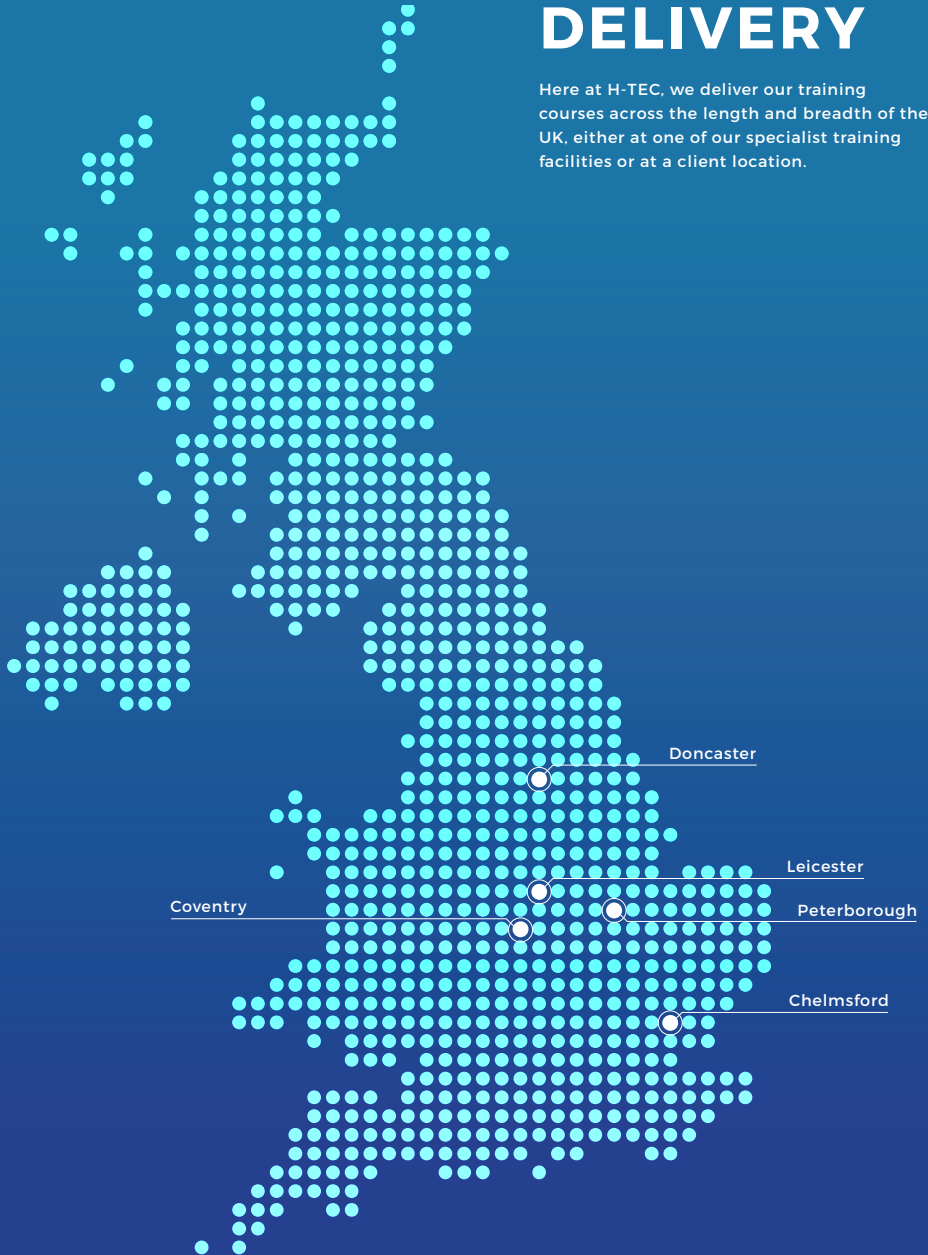 DELIVERY
Here at H-TEC, we deliver our training
courses across the length and breadth of the
UK, either at one of our specialist training
facilities or at a client location.
Doncaster
Leicester
Coventry
Peterborough
Chelmsford